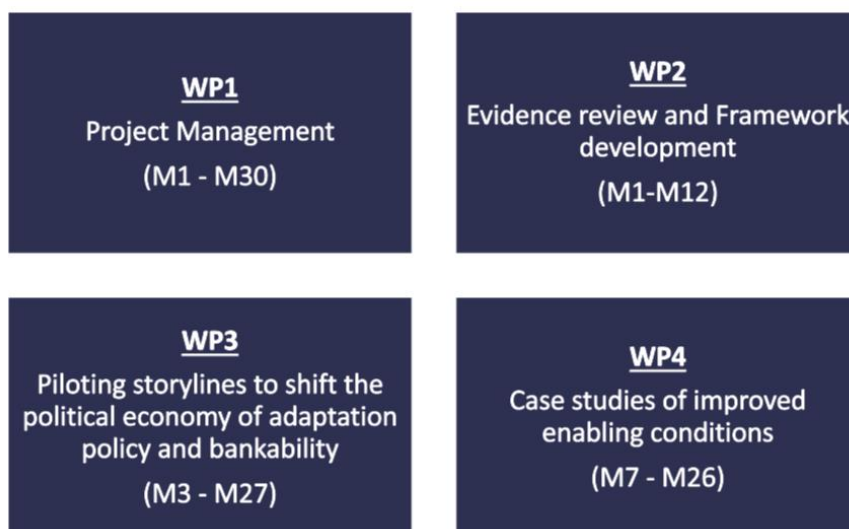 WP1
Project Management
(M1 - M30)
WP2
Evidence review and Framework
development
(M1-M12)
WP3
Piloting storylines to shift the
political economy of adaptation
policy and bankability
(M3 - M27)
WP4
Case studies of improved
enabling conditions
(M7 - M26)